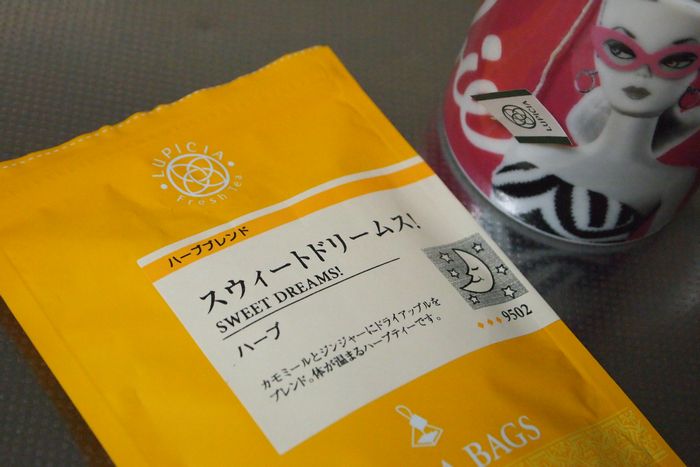 LUPICIA
Fresh tea
ハーブブレンド
スウィートドリームス!
SWEET DREAMS!
ハーブ
カモミールとジンジャーにドライアップルを
ブレンド。体が温まるハーブティーです。
9502
A BAGS
LUPICIA